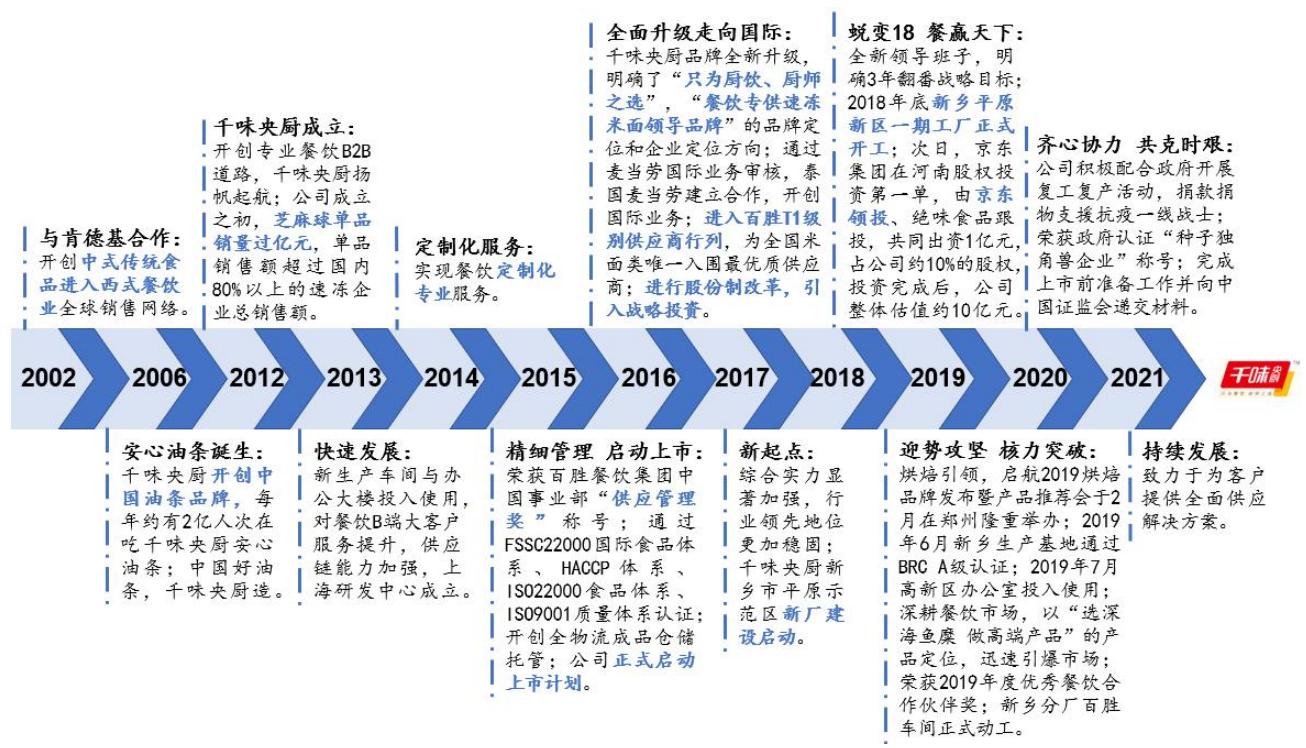 与肯德基合作：
开创中式传统食
品进入西式餐饮
业全球销售网络。
千味央厨成立：
开创专业餐饮B2B
道路，千味央厨扬
帆起航；公司成立
之初，芝麻球单品
销量过亿元，单品
销售额超过国内
80%以上的速冻企
业总销售额。
定制化服务：
实现餐饮定制化
专业服务。
全面升级走向国际：
千味央厨品牌全新升级，
明确了“只为厨饮、厨师
之选”，“餐饮专供速冻
米面领导品牌”的品牌定
位和企业定位方向；通过
麦当劳国际业务审核，泰
国麦当劳建立合作，开创
国际业务；进入百胜T1级
别供应商行列，为全国米
面类唯一入围最优质供应
商；进行股份制改革，引
入战略投资。
蜕变18 餐赢天下：
全新领导班子，明
确3年翻番战略目标；
2018年底新乡平原
新区一期工厂正式
开工；次日，京东
集团在河南股权投
资第一单，由京东
领投、绝味食品跟
投，共同出资1亿元，
占公司约10%的股权，
投资完成后，公司
整体估值约10亿元。
齐心协力 共克时艰：
公司积极配合政府开展
复工复产活动，捐款捐
物支援抗疫一线战士；
荣获政府认证“种子独
角兽企业”称号；完成
上市前准备工作并向中
国证监会递交材料。
2002 2006 2012 2013 2014 2015 2016 2017 2018 2019 2020 2021
千味央厨
安心油条诞生：
千味央厨开创中
国油条品牌，每
年约有2亿人次在
吃千味央厨安心
油条；中国好油
条，千味央厨造。
快速发展：
新生产车间与办
公大楼投入使用，
对餐饮B端大客户
服务提升，供应
链能力加强，上
海研发中心成立。
精细管理 启动上市：
荣获百胜餐饮集团中
国事业部“供应管理
奖”称号；通过
FSSC22000国际食品体
系、HACCP体系、
ISO22000食品体系、
ISO9001质量体系认证；
开创全物流成品仓储
托管；公司正式启动
上市计划。
新起点：
综合实力显
著加强，行
业领先地位
更加稳固；
千味央厨新
乡市平原示
范区新厂建
设启动。
迎势攻坚 核力突破：
烘焙引领，启航2019烘焙
品牌发布暨产品推荐会于2
月在郑州隆重举办；2019
年6月新乡生产基地通过
BRC A级认证；2019年7月
高新区办公室投入使用；
深耕餐饮市场，以“选深
海鱼糜 做高端产品”的产
品定位，迅速引爆市场；
荣获2019年度优秀餐饮合
作伙伴奖；新乡分厂百胜
车间正式动工。
持续发展：
致力于为客户
提供全面供应
解决方案。